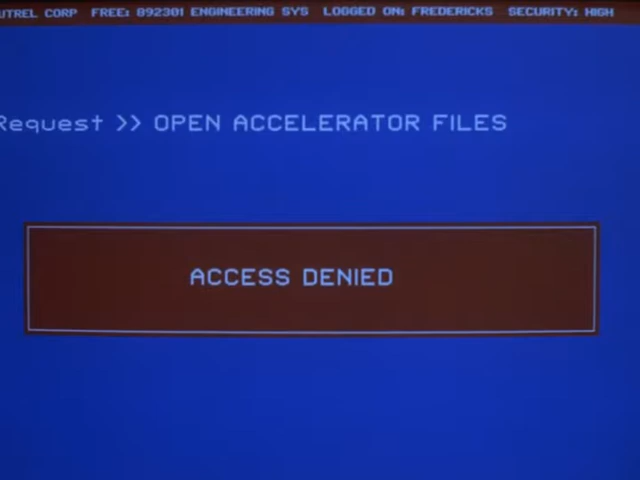 UTREL CORP FREE: 892301 ENGINEERING SYS LOGGED ON: FREDERICKS SECURITY: HIGH
Request >> OPEN ACCELERATOR FILES
ACCESS DENIED